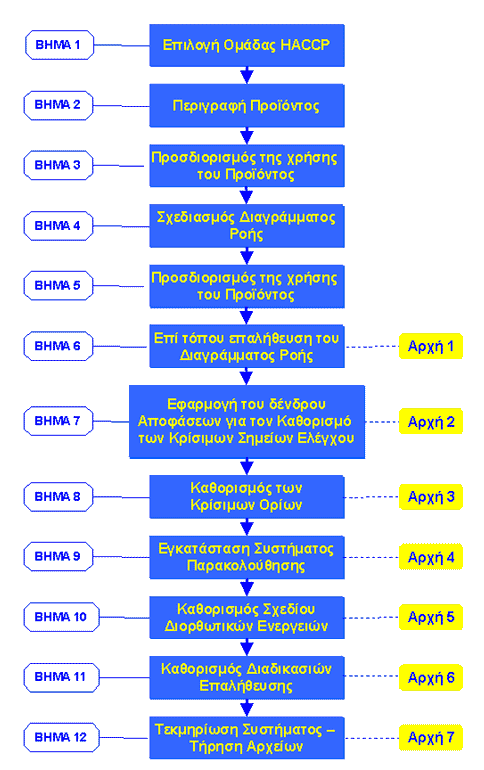 ΒΗΜΑ 1
Επιλογή Ομάδας HACCP
ΒΗΜΑ 2
Περιγραφή Προϊόντος
ΒΗΜΑ 3
Προσδιορισμός της χρήσης
του Προϊόντος
ΒΗΜΑ 4
Σχεδιασμός Διαγράμματος
Ροής
ΒΗΜΑ 5
Προσδιορισμός της χρήσης
του Προϊόντος
ΒΗΜΑ 6
Επί τόπου επαλήθευση του
Διαγράμματος Ροής
Αρχή 1
ΒΗΜΑ 7
Εφαρμογή του δένδρου
Αποφάσεων για τον Καθορισμό
των Κρίσιμων Σημείων Ελέγχου
Αρχή 2
ΒΗΜΑ 8
Καθορισμός των
Κρίσιμων Ορίων
Αρχή 3
ΒΗΜΑ 9
Εγκατάσταση Συστήματος
Παρακολούθησης
Αρχή 4
ΒΗΜΑ 10
Καθορισμός Σχεδίου
Διορθωτικών Ενεργειών
Αρχή 5
ΒΗΜΑ 11
Καθορισμός Διαδικασιών
Επαλήθευσης
Αρχή 6
ΒΗΜΑ 12
Τεκμηρίωση Συστήματος –
Τήρηση Αρχείων
Αρχή 7